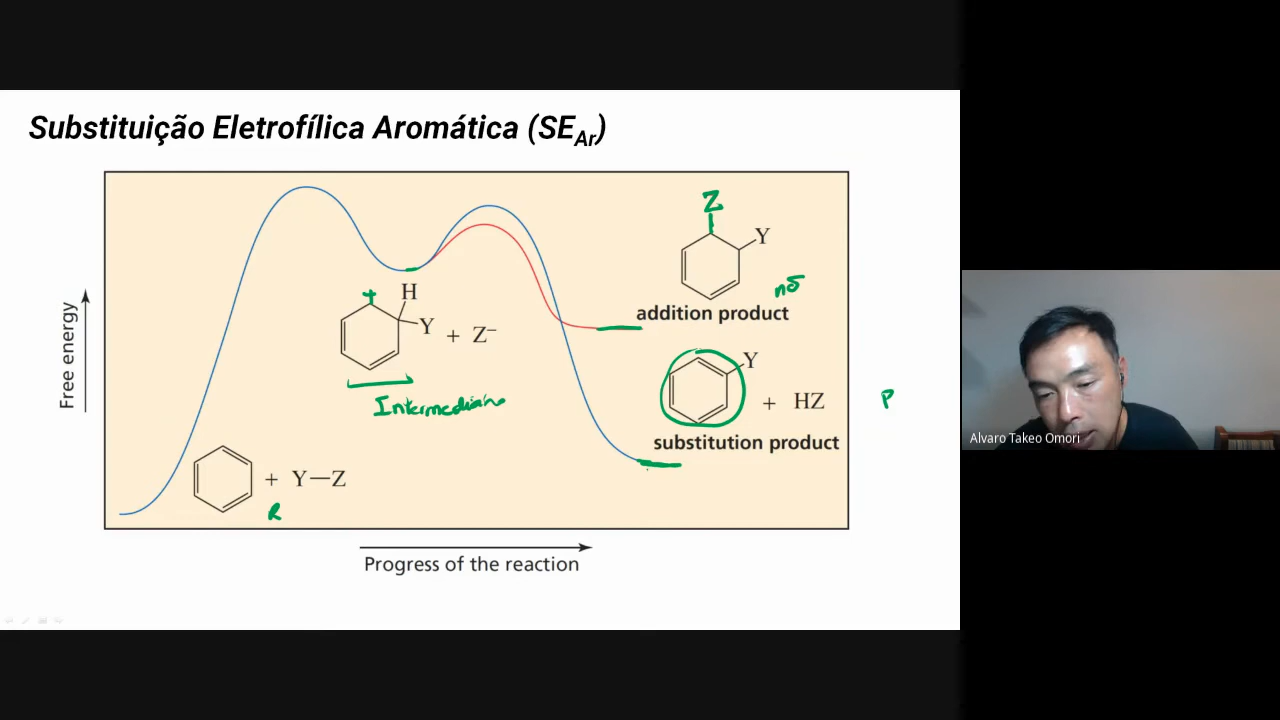 Substituição Eletrofílica Aromática (SEAr)
Free energy
Z
Y
nō
addition product
+
H
Y + Z–
Intermediário
Y
+ HZ
P
substitution product
+ Y—Z
R
Progress of the reaction
Alvaro Takeo Omori